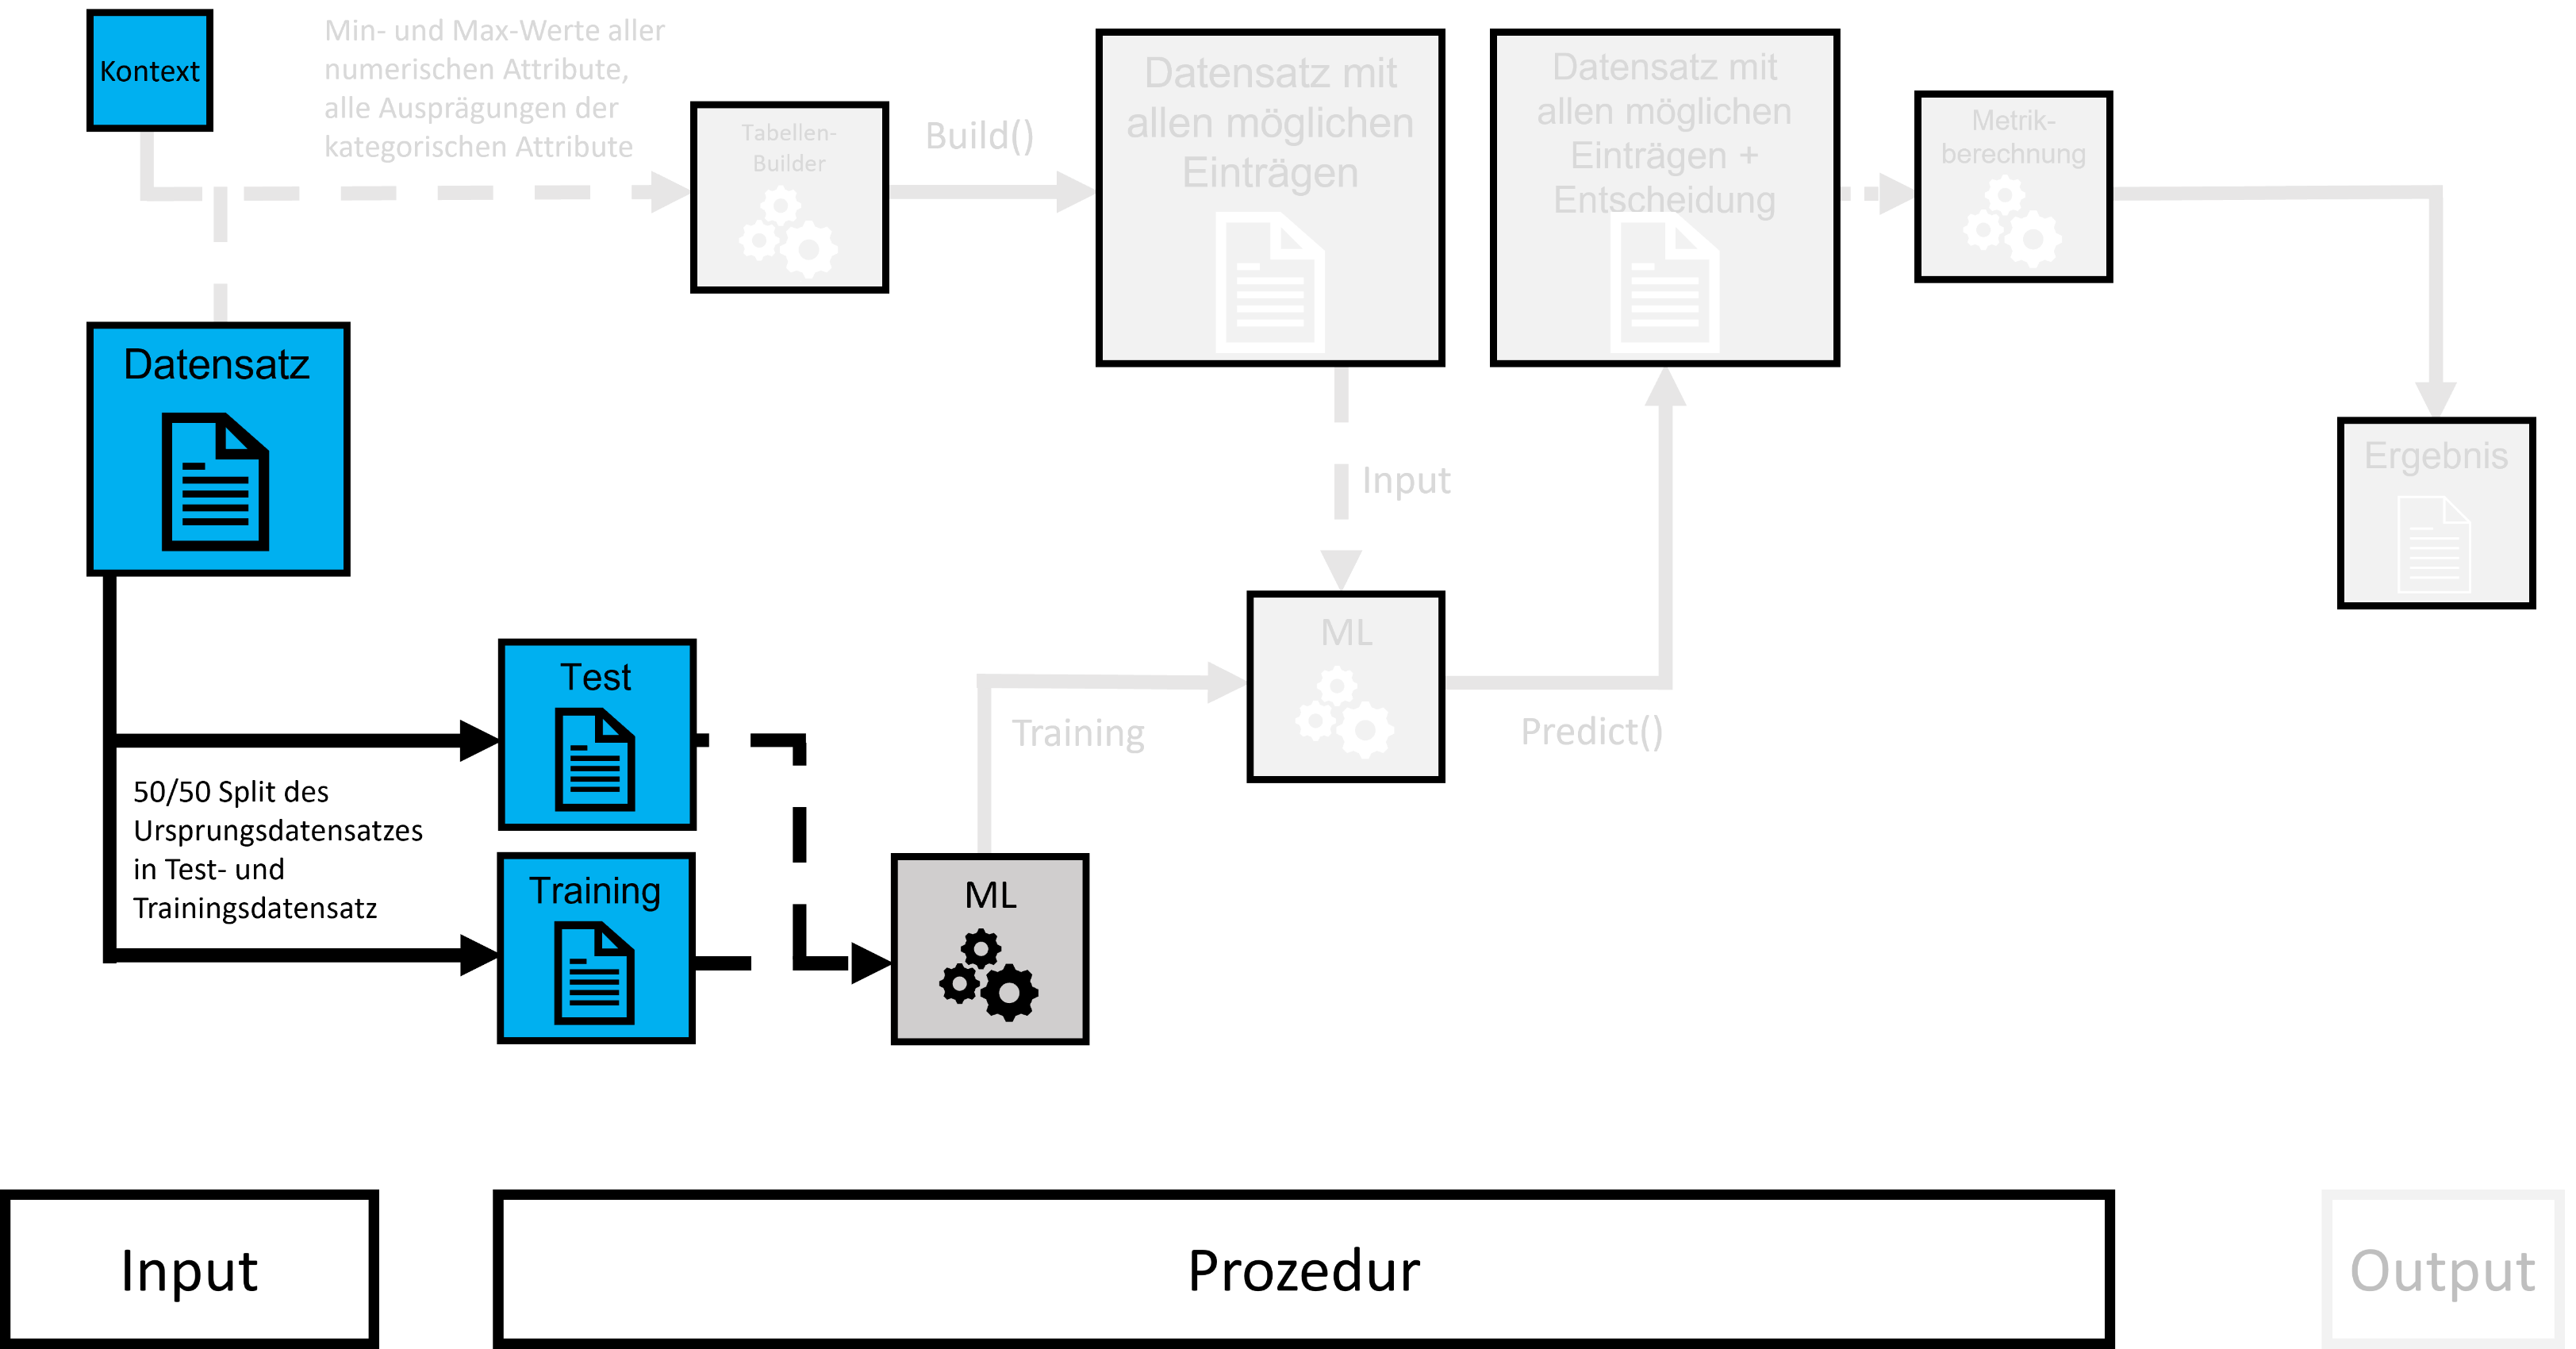 Kontext
Min- und Max-Werte aller
numerischen Attribute,
alle Ausprägungen der
kategorischen Attribute
Tabellen-
Builder
Build()
Datensatz mit
allen möglichen
Einträgen
Datensatz mit
allen möglichen
Einträgen +
Entscheidung
Metrik-
berechnung
Datensatz
Input
Ergebnis
Test
ML
Training
Predict()
50/50 Split des
Ursprungsdatensatzes
in Test- und
Trainingsdatensatz
Training
ML
Input
Prozedur
Output